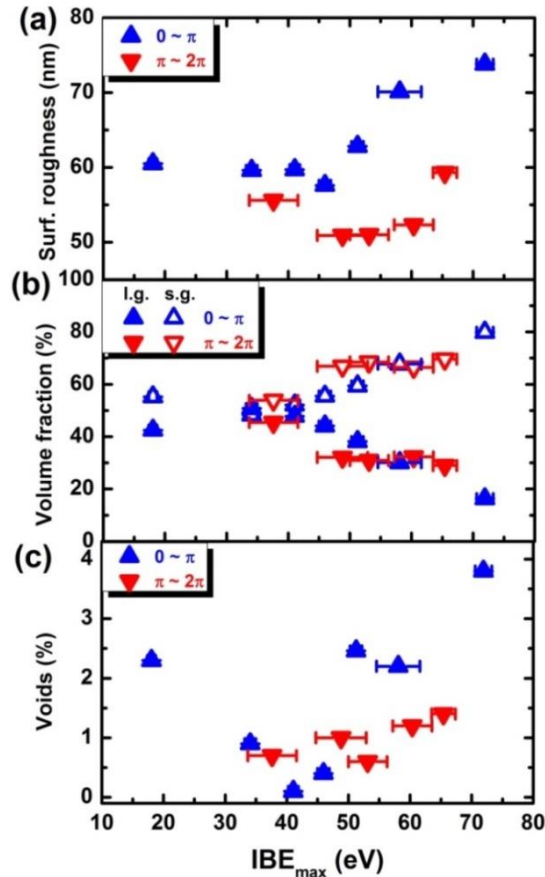 (a)
80
70
60
50
Surf. roughness (nm)
0 ~ π
π ~ 2π
(b)
100
80
60
40
20
0
Volume fraction (%)
l.g. s.g.
0 ~ π
π ~ 2π
(c)
4
3
2
1
0
Voids (%)
0 ~ π
π ~ 2π
10 20 30 40 50 60 70 80
IBEmax (eV)